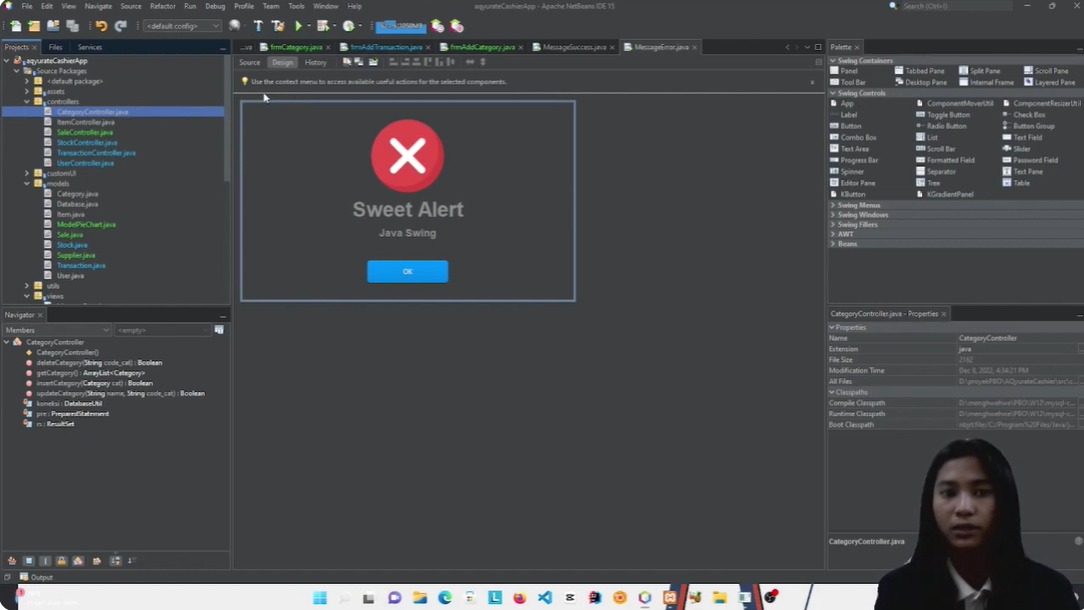 File Edit View Navigate Source Refactor Run Debug Profile Team Tools Window Help
aqyurateCashierApp - Apache NetBeans IDE 15
Search (Ctrl+I)
<default config>
Projects
Files
Services
aqyurateCashierApp
Source Packages
<default package>
assets
controllers
CategoryController.java
ItemController.java
SaleController.java
StockController.java
TransactionController.java
UserController.java
customUI
models
Category.java
Database.java
Item.java
ModelPieChart.java
Sale.java
Stock.java
Supplier.java
Transaction.java
User.java
utils
views
Navigator
Members
<empty>
CategoryController
CategoryController()
deleteCategory(String code_cat) : Boolean
getCategory() : ArrayList<Category>
insertCategory(Category cat) : Boolean
updateCategory(String name, String code_cat) : Boolean
koneksi : DatabaseUtil
pre : PreparedStatement
rs : ResultSet
Output
...va
frmCategory.java
frmAddTransaction.java
frmAddCategory.java
MessageSuccess.java
MessageError.java
Source
Design
History
Use the context menu to access available useful actions for the selected components.
Sweet Alert
Java Swing
OK
Palette
Swing Containers
Panel Tabbed Pane Split Pane Scroll Pane
Tool Bar Desktop Pane Internal Frame Layered Pane
Swing Controls
App ComponentMoverUtil ComponentResizerUtil
Label Toggle Button Check Box
Button Radio Button Button Group
Combo Box List Text Field
Text Area Scroll Bar Slider
Progress Bar Formatted Field Password Field
Spinner Separator Text Pane
Editor Pane Tree Table
KButton KGradientPanel
Swing Menus
Swing Windows
Swing Fillers
AWT
Beans
CategoryController.java - Properties
Properties
Name CategoryController
Extension java
File Size 2162
Modification Time Dec 8, 2022, 4:34:21 PM
All Files D:\proyekPBO\AQyurateCashier\src\c...
Classpaths
Compile Classpath D:\menghwehwe\PBO\W12\mysql-c...
Runtime Classpath D:\menghwehwe\PBO\W12\mysql-c...
Boot Classpath
CategoryController.java